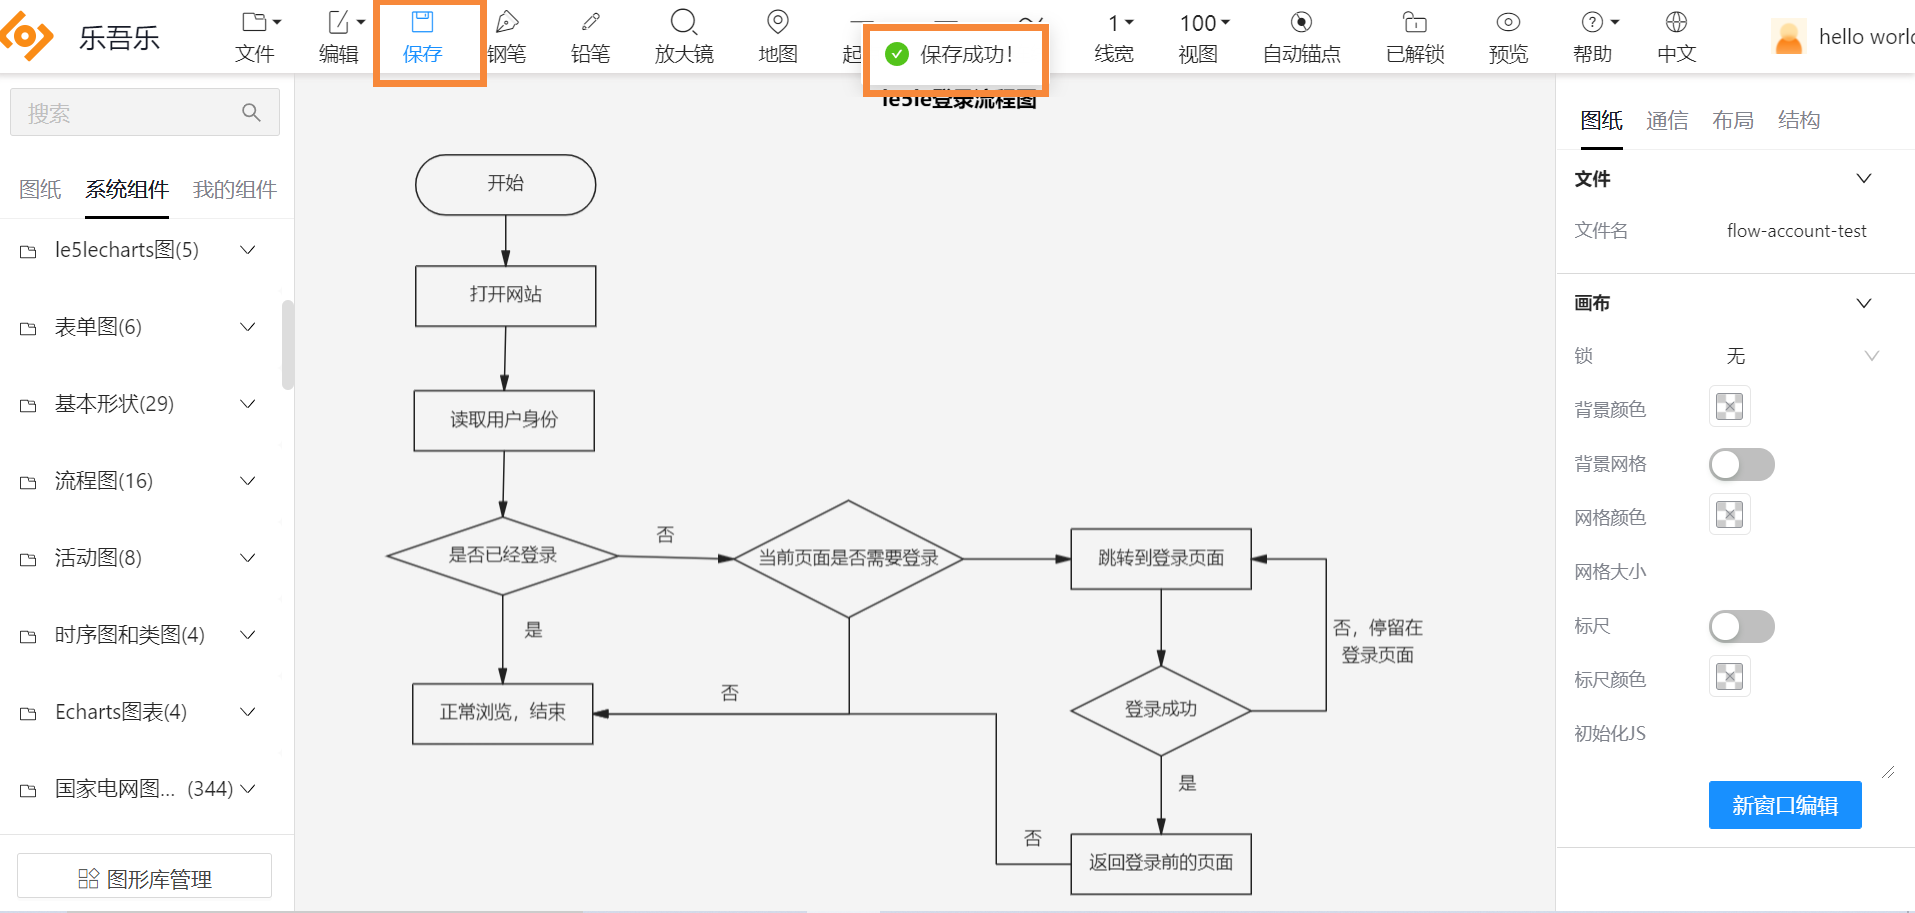 乐吾乐
文件
编辑
保存
钢笔
铅笔
放大镜
地图
起
保存成功!
1
线宽
100
视图
自动锚点
已解锁
预览
帮助
中文
hello worl
搜索
图纸 系统组件 我的组件
le5lecharts图(5)
表单图(6)
基本形状(29)
流程图(16)
活动图(8)
时序图和类图(4)
Echarts图表(4)
国家电网图... (344)
图形库管理
le5le登录流程图
开始
打开网站
读取用户身份
是否已经登录
否
当前页面是否需要登录
跳转到登录页面
是
否，停留在
登录页面
正常浏览，结束
否
登录成功
是
否
返回登录前的页面
图纸 通信 布局 结构
文件
文件名 flow-account-test
画布
锁 无
背景颜色
背景网格
网格颜色
网格大小
标尺
标尺颜色
初始化JS
新窗口编辑